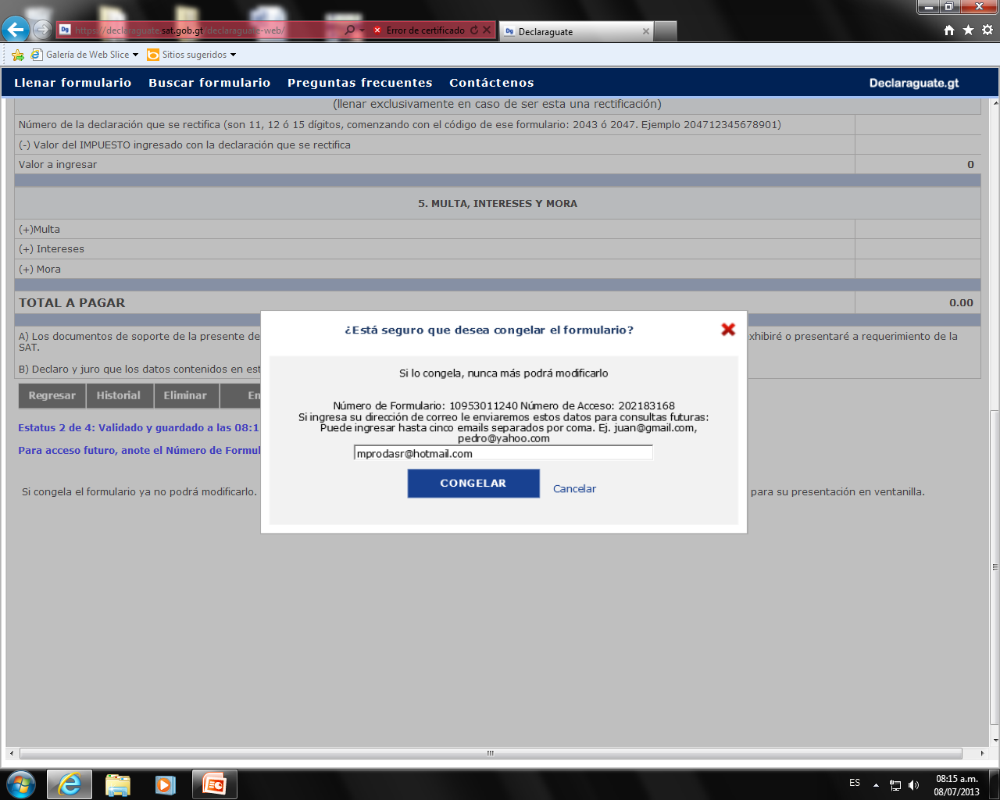 https://declaraguate.sat.gob.gt/declaraguate-web/
Error de certificado
Declaraguate
Galería de Web Slice
Sitios sugeridos
Llenar formulario Buscar formulario Preguntas frecuentes Contáctenos Declaraguate.gt
(llenar exclusivamente en caso de ser esta una rectificación)
Número de la declaración que se rectifica (son 11, 12 ó 15 dígitos, comenzando con el código de ese formulario: 2043 ó 2047. Ejemplo 204712345678901)
(-) Valor del IMPUESTO ingresado con la declaración que se rectifica
Valor a ingresar 0
5. MULTA, INTERESES Y MORA
(+)Multa
(+) Intereses
(+) Mora
TOTAL A PAGAR 0.00
A) Los documentos de soporte de la presente de xhibiré o presentaré a requerimiento de la
SAT.
B) Declaro y juro que los datos contenidos en est
Regresar Historial Eliminar En
Estatus 2 de 4: Validado y guardado a las 08:1
Para acceso futuro, anote el Número de Formul
Si congela el formulario ya no podrá modificarlo. para su presentación en ventanilla.
¿Está seguro que desea congelar el formulario?
Si lo congela, nunca más podrá modificarlo
Número de Formulario: 10953011240 Número de Acceso: 202183168
Si ingresa su dirección de correo le enviaremos estos datos para consultas futuras:
Puede ingresar hasta cinco emails separados por coma. Ej. juan@gmail.com,
pedro@yahoo.com
mprodasr@hotmail.com
CONGELAR Cancelar
ES
08:15 a.m.
08/07/2013